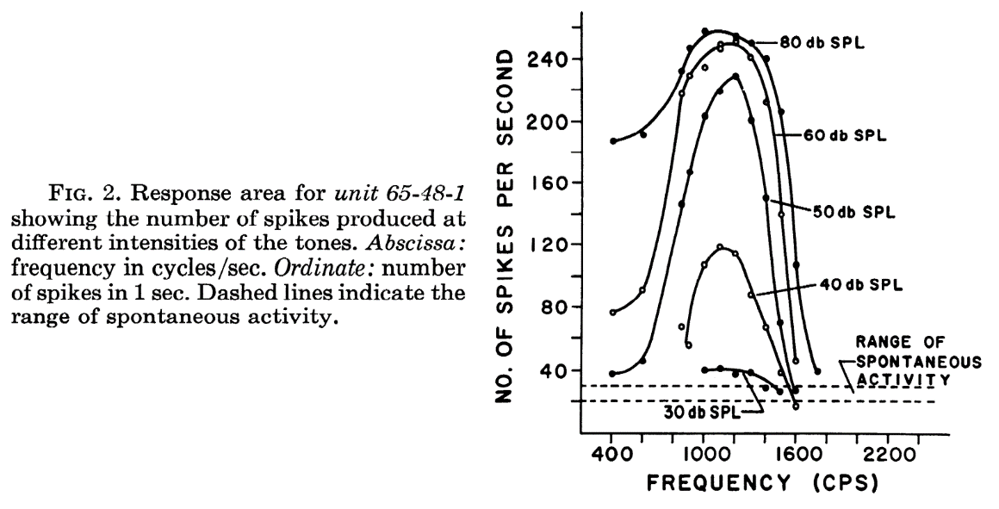 FIG. 2. Response area for unit 65-48-1
showing the number of spikes produced at
different intensities of the tones. Abscissa:
frequency in cycles/sec. Ordinate: number
of spikes in 1 sec. Dashed lines indicate the
range of spontaneous activity.
NO. OF SPIKES PER SECOND
240
200
160
120
80
40
80 db SPL
60 db SPL
50 db SPL
40 db SPL
RANGE OF
SPONTANEOUS
ACTIVITY
30 db SPL
400 1000 1600 2200
FREQUENCY (CPS)